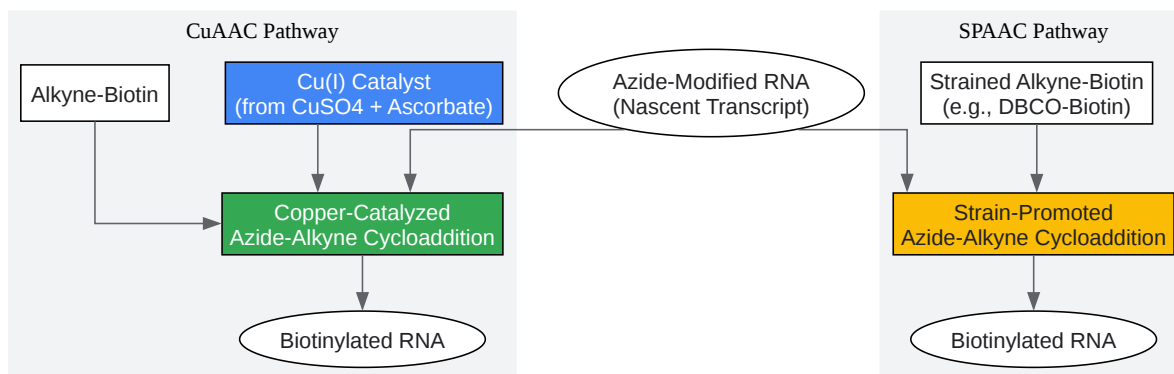 CuAAC Pathway
SPAAC Pathway
Alkyne-Biotin
Cu(I) Catalyst
(from CuSO4 + Ascorbate)
Azide-Modified RNA
(Nascent Transcript)
Strained Alkyne-Biotin
(e.g., DBCO-Biotin)
Copper-Catalyzed
Azide-Alkyne Cycloaddition
Strain-Promoted
Azide-Alkyne Cycloaddition
Biotinylated RNA
Biotinylated RNA